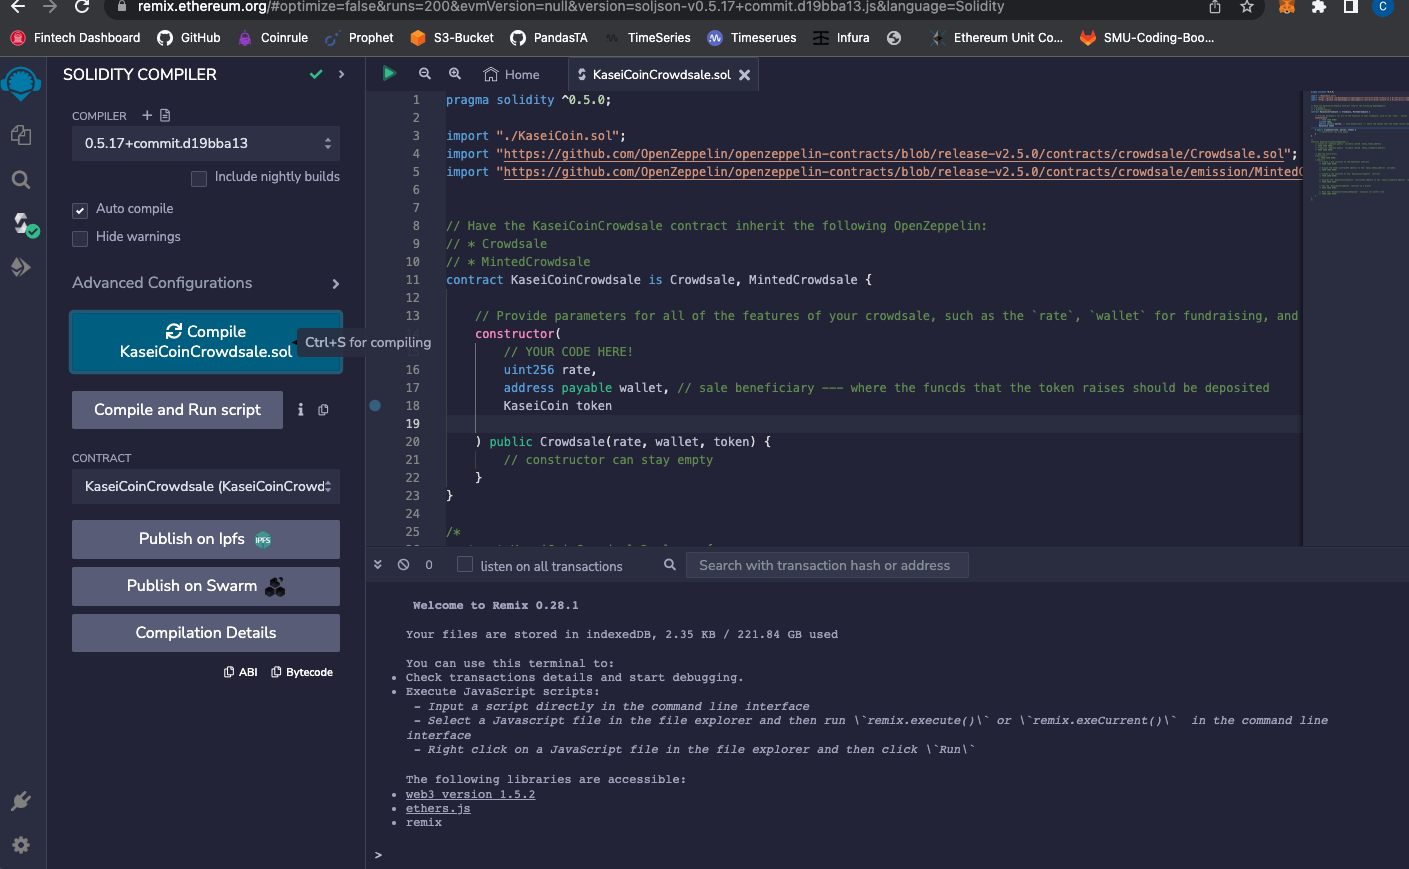 remix.ethereum.org/#optimize=false&runs=200&evmVersion=null&version=soljson-v0.5.17+commit.d19bba13.js&language=Solidity
C
Fintech Dashboard GitHub Coinrule Prophet S3-Bucket PandasTA TimeSeries Timeserues Infura Ethereum Unit Co... SMU-Coding-Boo...
SOLIDITY COMPILER
COMPILER
0.5.17+commit.d19bba13
Include nightly builds
Auto compile
Hide warnings
Advanced Configurations
Compile
KaseiCoinCrowdsale.sol
Ctrl+S for compiling
Compile and Run script
CONTRACT
KaseiCoinCrowdsale (KaseiCoinCrowd
Publish on Ipfs IPFS
Publish on Swarm
Compilation Details
ABI Bytecode
Home KaseiCoinCrowdsale.sol
1 pragma solidity ^0.5.0;
2
3 import "./KaseiCoin.sol";
4 import "https://github.com/OpenZeppelin/openzeppelin-contracts/blob/release-v2.5.0/contracts/crowdsale/Crowdsale.sol";
5 import "https://github.com/OpenZeppelin/openzeppelin-contracts/blob/release-v2.5.0/contracts/crowdsale/emission/MintedC
6
7
8 // Have the KaseiCoinCrowdsale contract inherit the following OpenZeppelin:
9 // * Crowdsale
10 // * MintedCrowdsale
11 contract KaseiCoinCrowdsale is Crowdsale, MintedCrowdsale {
12
13 // Provide parameters for all of the features of your crowdsale, such as the `rate`, `wallet` for fundraising, and
constructor(
// YOUR CODE HERE!
16 uint256 rate,
17 address payable wallet, // sale beneficiary --- where the funcds that the token raises should be deposited
18 KaseiCoin token
19
20 ) public Crowdsale(rate, wallet, token) {
21 // constructor can stay empty
22 }
23 }
24
25 /*
0 listen on all transactions Search with transaction hash or address
Welcome to Remix 0.28.1
Your files are stored in indexedDB, 2.35 KB / 221.84 GB used
You can use this terminal to:
• Check transactions details and start debugging.
• Execute JavaScript scripts:
- Input a script directly in the command line interface
- Select a Javascript file in the file explorer and then run \`remix.execute()\` or \`remix.exeCurrent()\` in the command line
interface
- Right click on a JavaScript file in the file explorer and then click \`Run\`
The following libraries are accessible:
• web3 version 1.5.2
• ethers.js
• remix
>